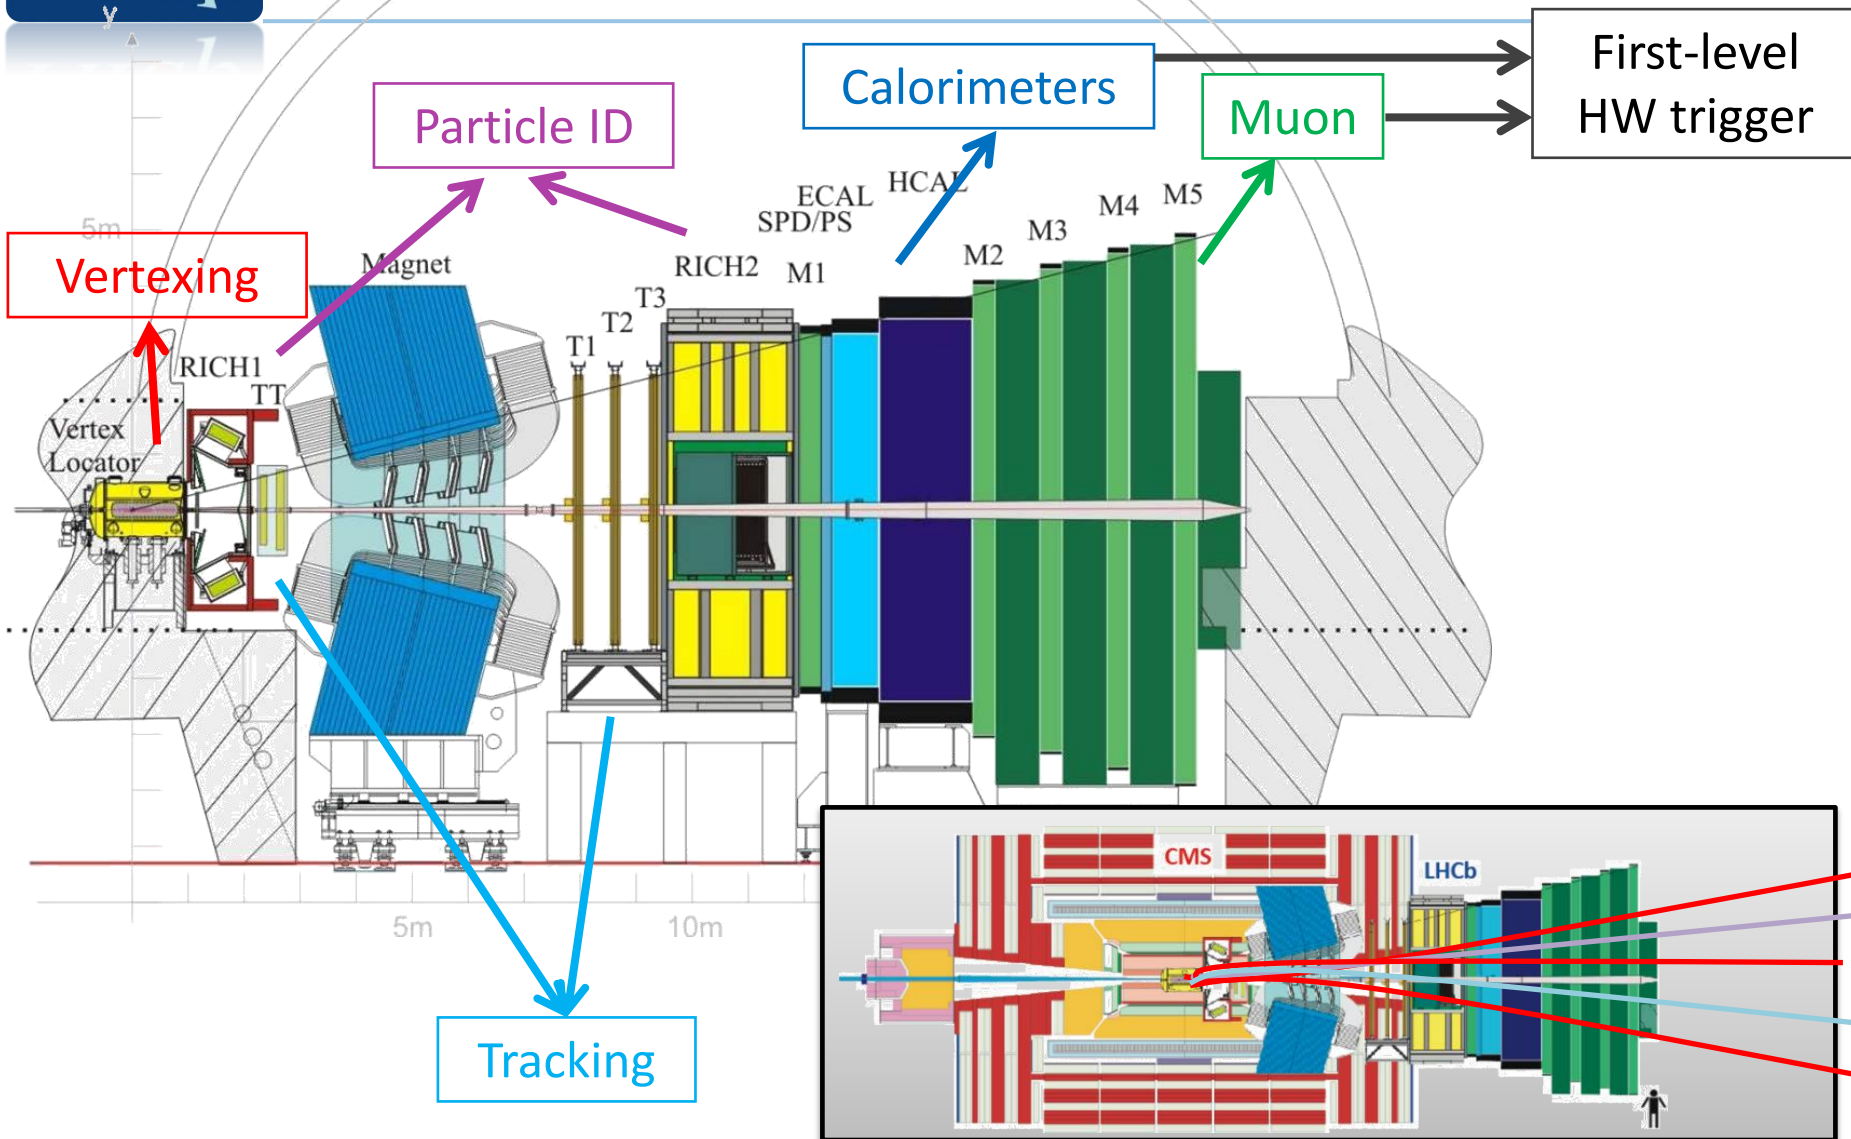 y
First-level
HW trigger
Calorimeters
Particle ID
Muon
HCAL
ECAL
SPD/PS
M5
M4
M3
M2
5m
Vertexing
Magnet
RICH2
M1
T3
T2
T1
RICH1
TT
Vertex
Locator
CMS
LHCb
5m
10m
Tracking